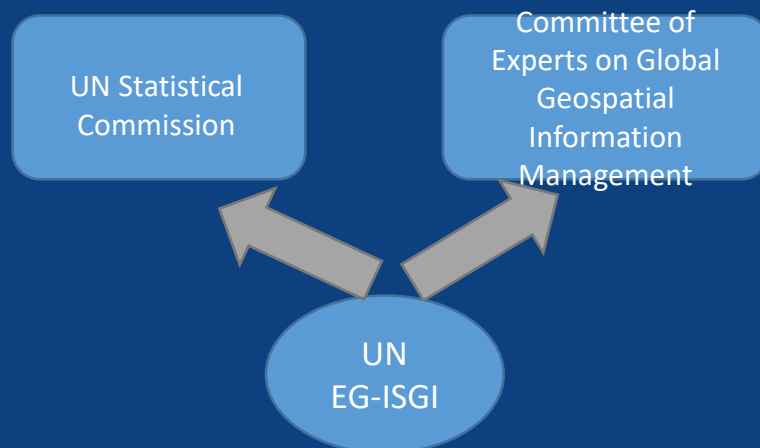 UN Statistical
Commission
Committee of
Experts on Global
Geospatial
Information
Management
UN
EG-ISGI